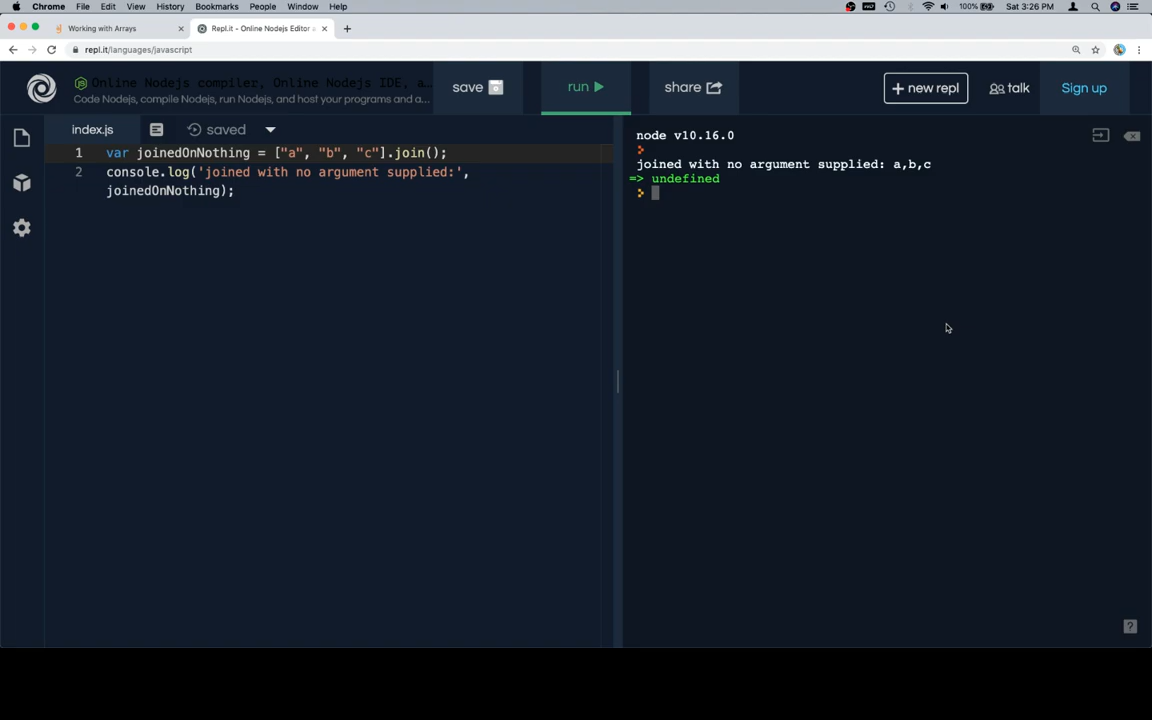 Chrome File Edit View History Bookmarks People Window Help 100% Sat 3:26 PM
Working with Arrays × Repl.it - Online Nodejs Editor × +
repl.it/languages/javascript
Online Nodejs compiler, Online Nodejs IDE, a...
Code Nodejs, compile Nodejs, run Nodejs, and host your programs and a...
save run share + new repl talk Sign up
index.js saved
node v10.16.0
1 var joinedOnNothing = ["a", "b", "c"].join();
2 console.log('joined with no argument supplied:',
joinedOnNothing);
joined with no argument supplied: a,b,c
=> undefined
?